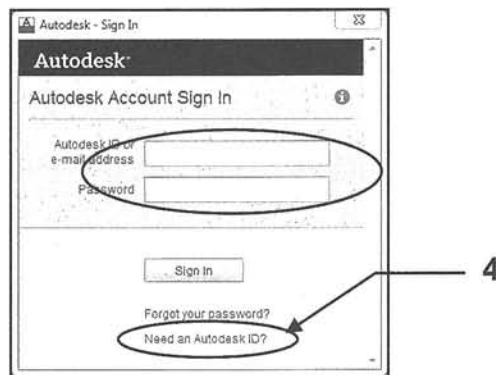 Autodesk - Sign In
Autodesk
Autodesk Account Sign In
Autodesk ID or
e-mail address
Password
Sign In
4
Forgot your password?
Need an Autodesk ID?